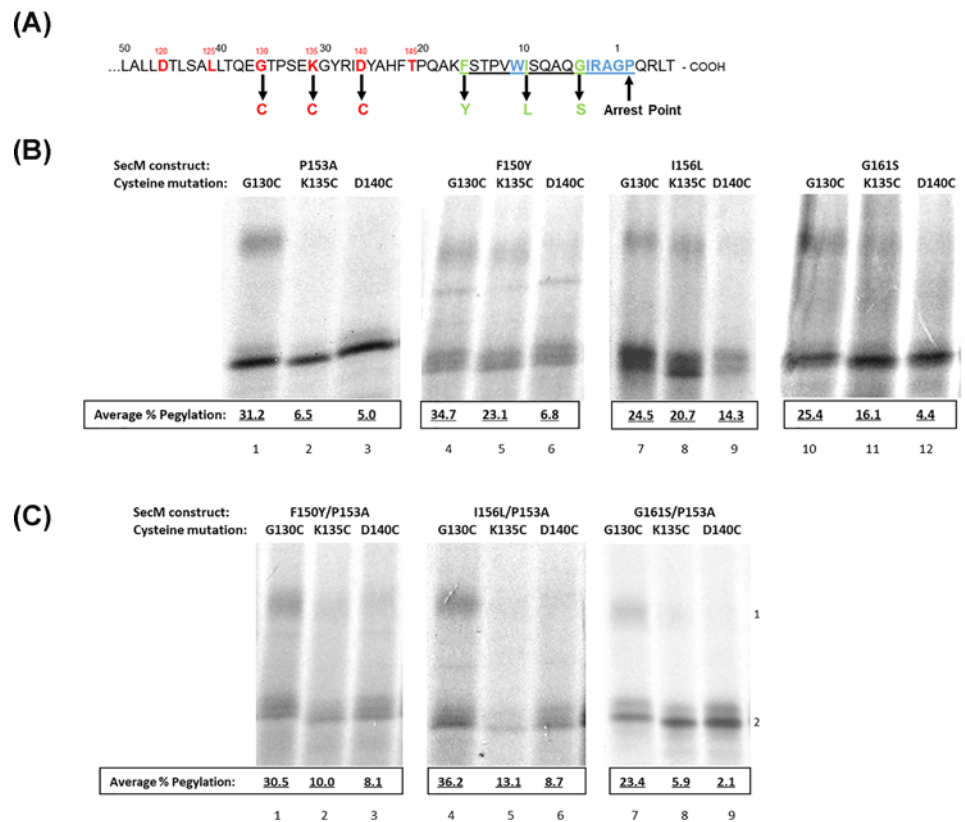 (A)
50 120 125 40 130 135 30 140 145 20 10 1
...LALLDTLSALLTQEGTPSEKGYRIDYAHFTPQAKFSTPVWISQAQGIRAGPQRLT - COOH
C C C Y L S Arrest Point
(B)
SecM construct: P153A F150Y I156L G161S
Cysteine mutation: G130C K135C D140C G130C K135C D140C G130C K135C D140C G130C K135C D140C
Average % Pegylation: 31.2 6.5 5.0 34.7 23.1 6.8 24.5 20.7 14.3 25.4 16.1 4.4
1 2 3 4 5 6 7 8 9 10 11 12
(C)
SecM construct: F150Y/P153A I156L/P153A G161S/P153A
Cysteine mutation: G130C K135C D140C G130C K135C D140C G130C K135C D140C
1
2
Average % Pegylation: 30.5 10.0 8.1 36.2 13.1 8.7 23.4 5.9 2.1
1 2 3 4 5 6 7 8 9